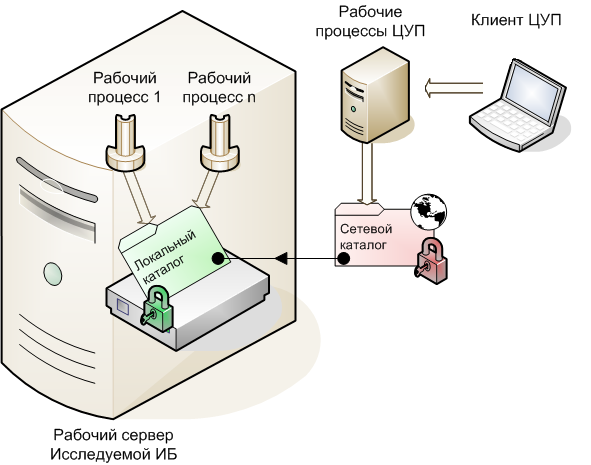 Рабочие
процессы ЦУП
Клиент ЦУП
Рабочий
процесс 1
Рабочий
процесс n
Локальный
каталог
Сетевой
каталог
Рабочий сервер
Исследуемой ИБ